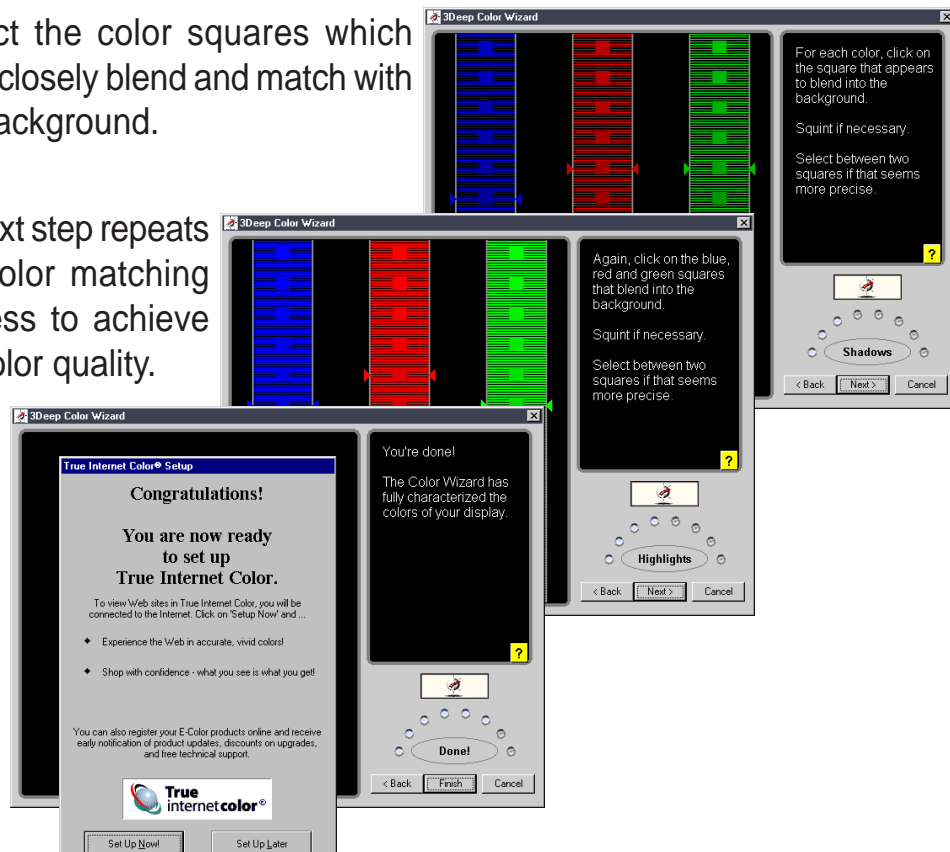 ct the color squares which
closely blend and match with
ackground.
3Deep Color Wizard
For each color, click on
the square that appears
to blend into the
background.
Squint if necessary.
Select between two
squares if that seems
more precise.
?
Shadows
< Back
Next >
Cancel
xt step repeats
olor matching
ess to achieve
olor quality.
3Deep Color Wizard
Again, click on the blue,
red and green squares
that blend into the
background.
Squint if necessary.
Select between two
squares if that seems
more precise.
?
Highlights
< Back
Next >
Cancel
3Deep Color Wizard
True Internet Color® Setup
Congratulations!
You are now ready
to set up
True Internet Color.
To view Web sites in True Internet Color, you will be
connected to the Internet. Click on 'Setup Now' and ...
Experience the Web in accurate, vivid colors!
Shop with confidence - what you see is what you get!
You can also register your E-Color products online and receive
early notification of product updates, discounts on upgrades,
and free technical support.
True
internetcolor®
Set Up Now!
Set Up Later
You're done!
The Color Wizard has
fully characterized the
colors of your display.
?
Done!
< Back
Finish
Cancel